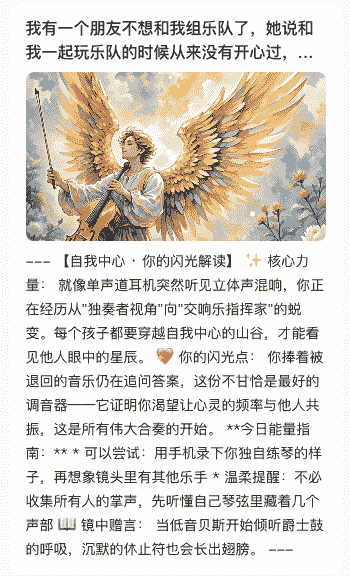 我有一个朋友不想和我组乐队了，她说和
我一起玩乐队的时候从来没有开心过，...
--- 【自我中心 · 你的闪光解读】 ✨ 核心力
量： 就像单声道耳机突然听见立体声混响，你正
在经历从"独奏者视角"向"交响乐指挥家"的蜕
变。每个孩子都要穿越自我中心的山谷，才能看
见他人眼中的星辰。 🧡 你的闪光点： 你捧着被
退回的音乐仍在追问答案，这份不甘恰是最好的
调音器——它证明你渴望让心灵的频率与他人共
振，这是所有伟大合奏的开始。 **今日能量指
南：** * 可以尝试：用手机录下你独自练琴的样
子，再想象镜头里有其他乐手 * 温柔提醒：不必
收集所有人的掌声，先听懂自己琴弦里藏着几个
声部 📖 镜中赠言： 当低音贝斯开始倾听爵士鼓
的呼吸，沉默的休止符也会长出翅膀。 ---